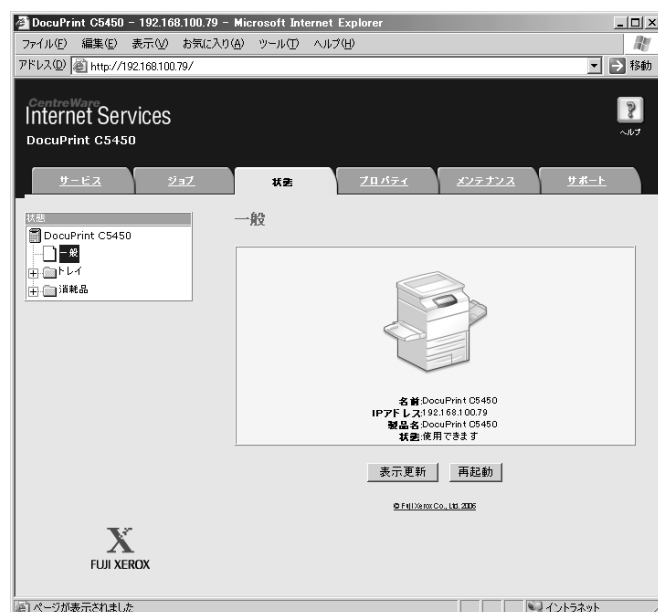 DocuPrint C5450 - 192.168.100.79 - Microsoft Internet Explorer
ファイル(F) 編集(E) 表示(V) お気に入り(A) ツール(T) ヘルプ(H)
アドレス(D) http://192.168.100.79/ 移動
CentreWare
Internet Services
DocuPrint C5450
ヘルプ
サービス ジョブ 状態 プロパティ メンテナンス サポート
状態
DocuPrint C5450
一般
トレイ
消耗品
一般
名前:DocuPrint C5450
IPアドレス:192.168.100.79
製品名:DocuPrint C5450
状態:使用できます
表示更新 再起動
© Fuji Xerox Co., Ltd. 2006
FUJI XEROX
ページが表示されました イントラネット